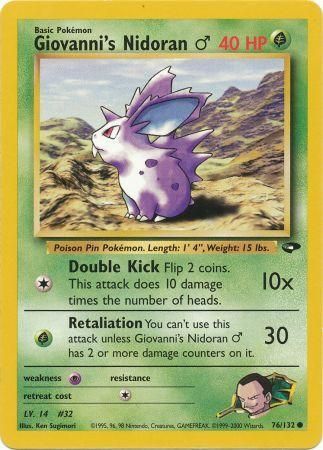 Basic Pokémon
Giovanni's Nidoran ♂ 40 HP
Poison Pin Pokémon. Length: 1' 4", Weight: 15 lbs.
Double Kick Flip 2 coins.
This attack does 10 damage 10x
times the number of heads.
Retaliation You can't use this
attack unless Giovanni's Nidoran ♂ 30
has 2 or more damage counters on it.
weakness resistance
retreat cost
LV. 14 #32
Illus. Ken Sugimori ©1995, 96, 98 Nintendo, Creatures, GAMEFREAK. ©1999-2000 Wizards. 76/132 ●